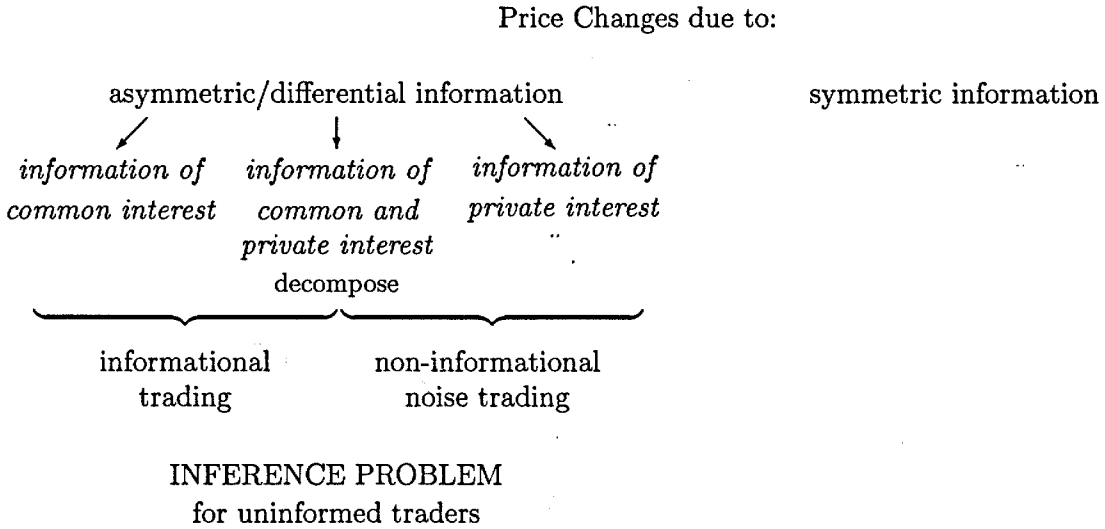 Price Changes due to:
asymmetric/differential information symmetric information
information of information of information of
common interest common and private interest
private interest
decompose
informational non-informational
trading noise trading
INFERENCE PROBLEM
for uninformed traders